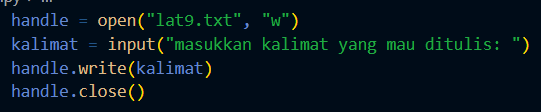 handle = open("lat9.txt", "w")
kalimat = input("masukkan kalimat yang mau ditulis: ")
handle.write(kalimat)
handle.close()